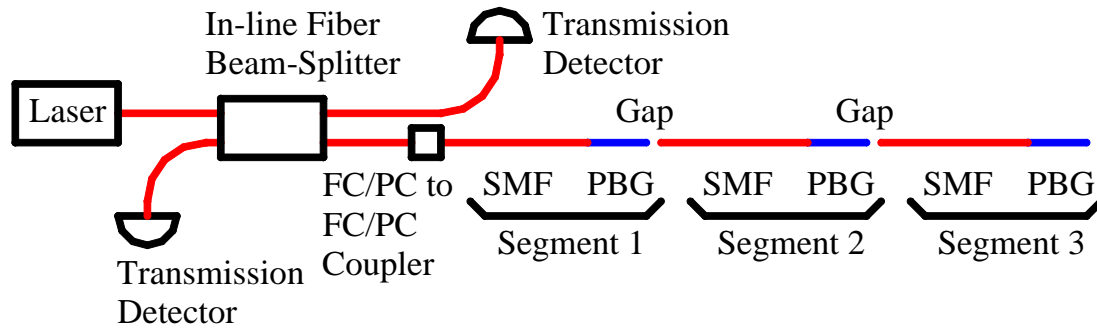 In-line Fiber
Beam-Splitter
Transmission
Detector
Laser
Gap
Gap
FC/PC to
FC/PC
Coupler
SMF
PBG
SMF
PBG
SMF
PBG
Segment 1
Segment 2
Segment 3
Transmission
Detector